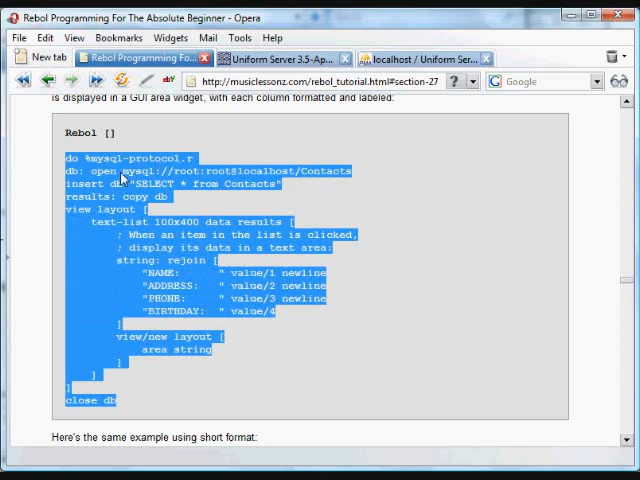 Rebol Programming For The Absolute Beginner - Opera
File Edit View Bookmarks Widgets Tools Help
New tab Rebol Programming Fo... Uniform Server 3.5-Ap... localhost / Uniform Ser...
http://musiclessonz.com/rebol_tutorial.html#section-27 ? Google
is displayed in a GUI area widget, with each column formatted and labeled:
Rebol []
do %mysql-protocol.r
db: open mysql://root:root@localhost/Contacts
insert db "SELECT * from Contacts"
results: copy db
view layout [
text-list 100x400 data results [
; When an item in the list is clicked,
; display its data in a text area:
string: rejoin [
"NAME: " value/1 newline
"ADDRESS: " value/2 newline
"PHONE: " value/3 newline
"BIRTHDAY: " value/4
]
view/new layout [
area string
]
]
]
close db
Here's the same example using short format: